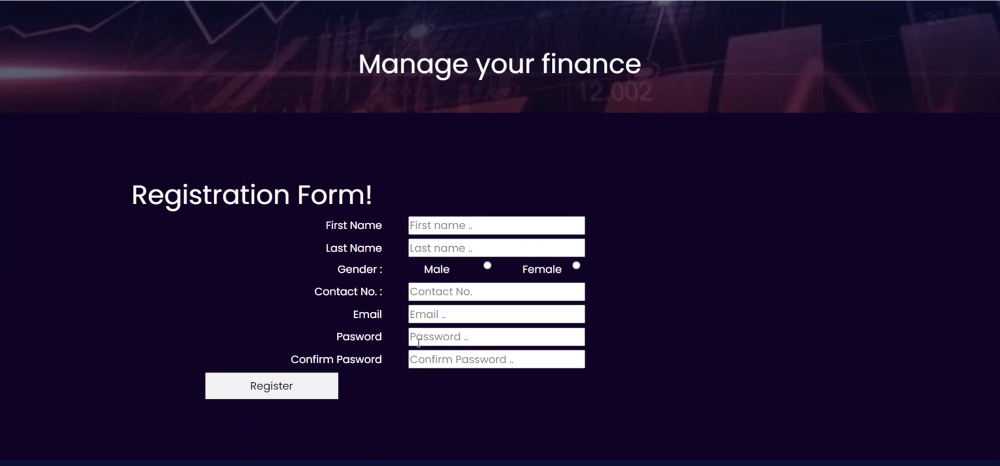 Manage your finance
12.002
Registration Form!
First Name First name ..
Last Name Last name ..
Gender : Male Female
Contact No. : Contact No.
Email Email ..
Pasword Password ..
Confirm Pasword Confirm Password ..
Register